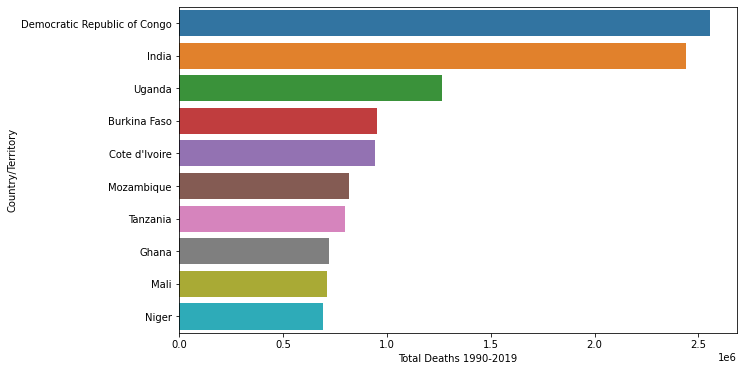 Democratic Republic of Congo
India
Uganda
Burkina Faso
Cote d'Ivoire
Mozambique
Tanzania
Ghana
Mali
Niger
Country/Territory
0.0 0.5 1.0 1.5 2.0 2.5
1e6
Total Deaths 1990-2019